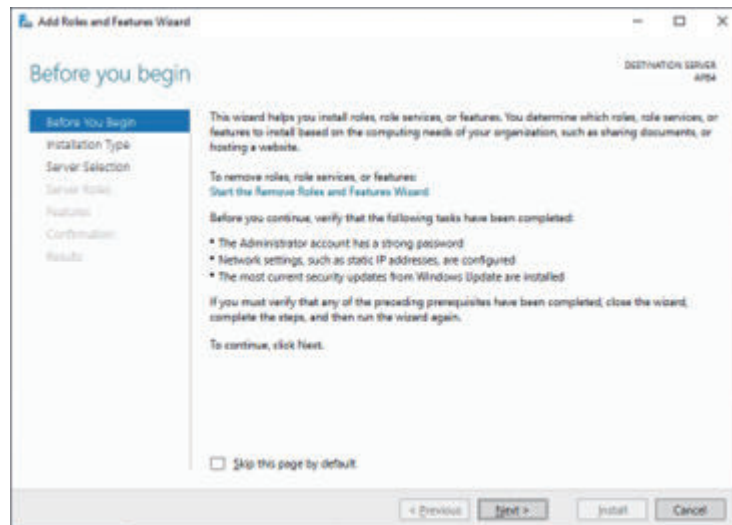 Add Roles and Features Wizard
Before you begin
DESTINATION SERVER
Before You Begin
Installation Type
Server Selection
Server Roles
Features
Confirmation
Results
This wizard helps you install roles, role services, or features. You determine which roles, role services, or
features to install based on the computing needs of your organization, such as sharing documents, or
hosting a website.
To remove roles, role services, or features:
Start the Remove Roles and Features Wizard
Before you continue, verify that the following tasks have been completed:
• The Administrator account has a strong password
• Network settings, such as static IP addresses, are configured
• The most current security updates from Windows Update are installed
If you must verify that any of the preceding prerequisites have been completed, close the wizard,
complete the steps, and then run the wizard again.
To continue, click Next.
Skip this page by default
< Previous
Next >
Install
Cancel